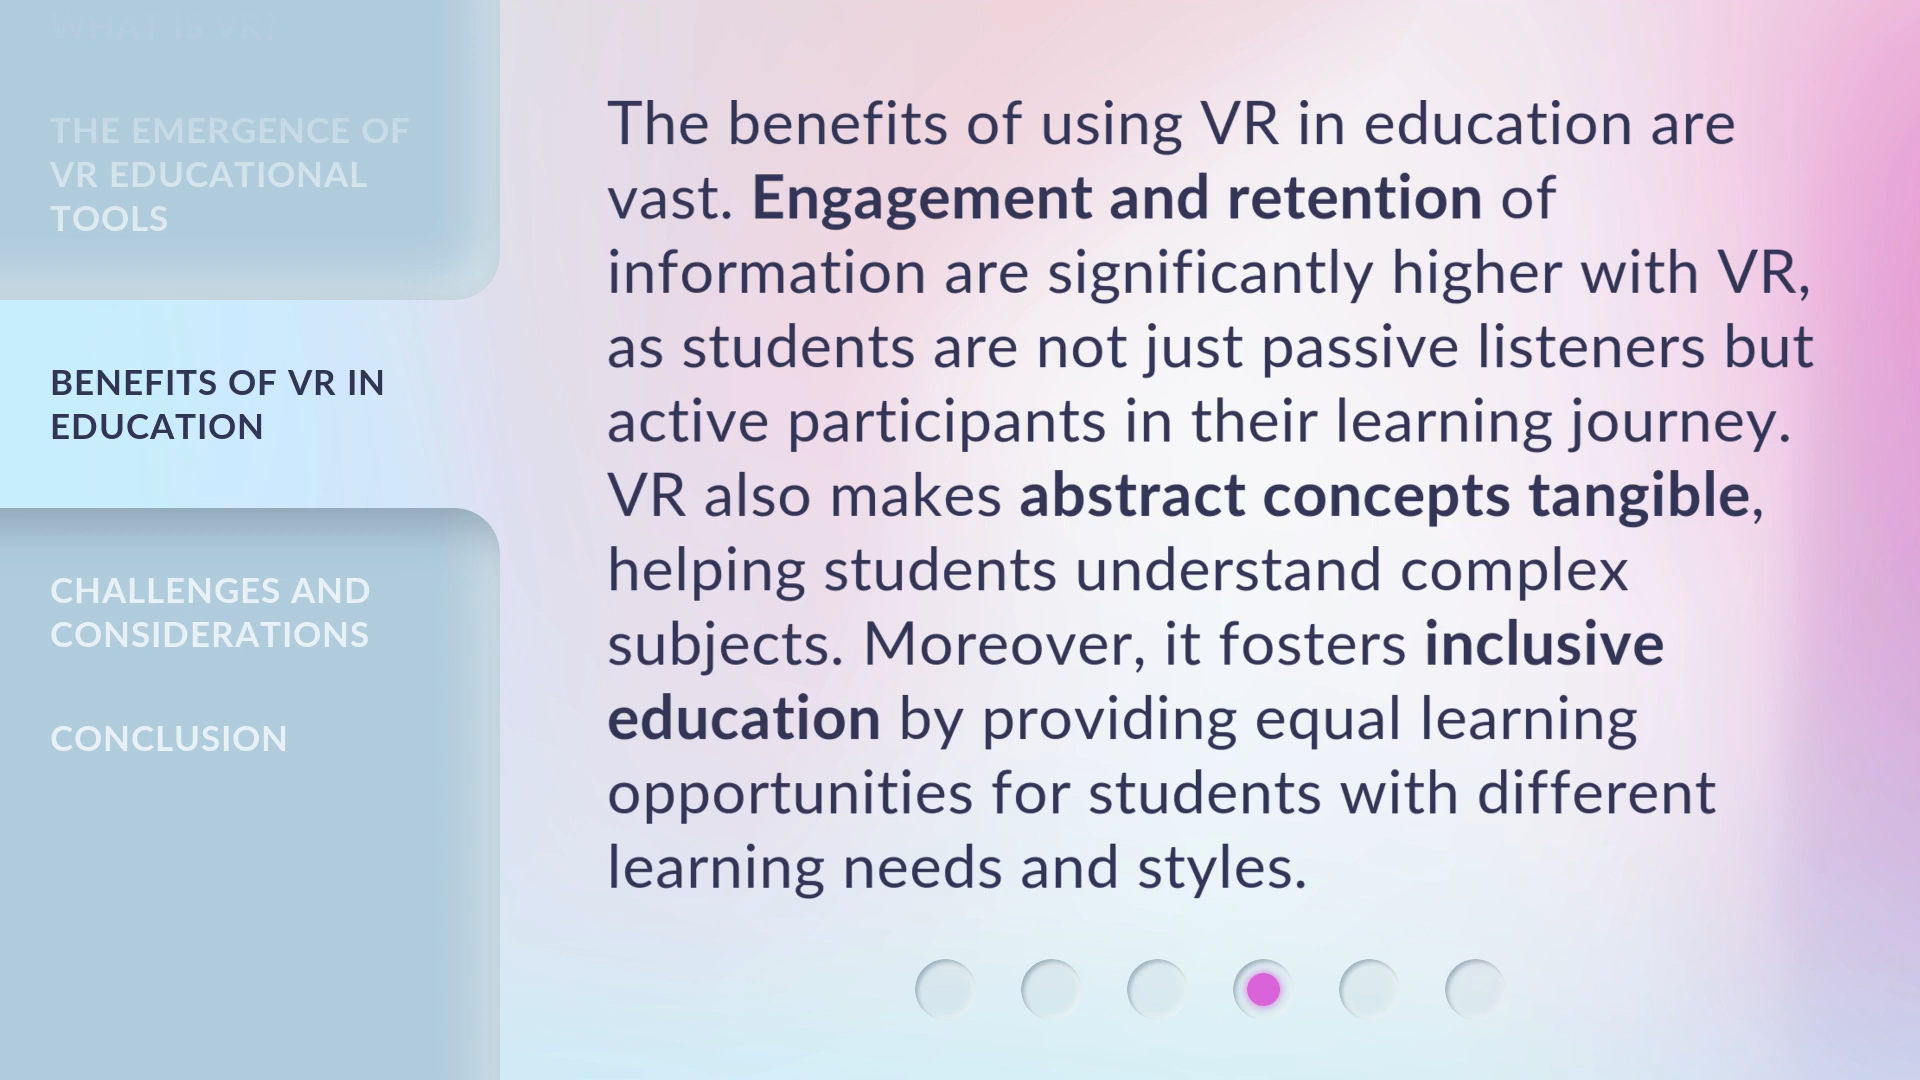 WHAT IS VR?
THE EMERGENCE OF
VR EDUCATIONAL
TOOLS
BENEFITS OF VR IN
EDUCATION
CHALLENGES AND
CONSIDERATIONS
CONCLUSION
The benefits of using VR in education are
vast. Engagement and retention of
information are significantly higher with VR,
as students are not just passive listeners but
active participants in their learning journey.
VR also makes abstract concepts tangible,
helping students understand complex
subjects. Moreover, it fosters inclusive
education by providing equal learning
opportunities for students with different
learning needs and styles.